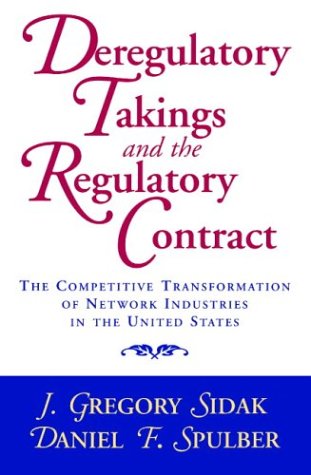 Deregulatory
Takings
and the
Regulatory
Contract
The Competitive Transformation
of Network Industries
in the United States
J. Gregory Sidak
Daniel F. Spulber